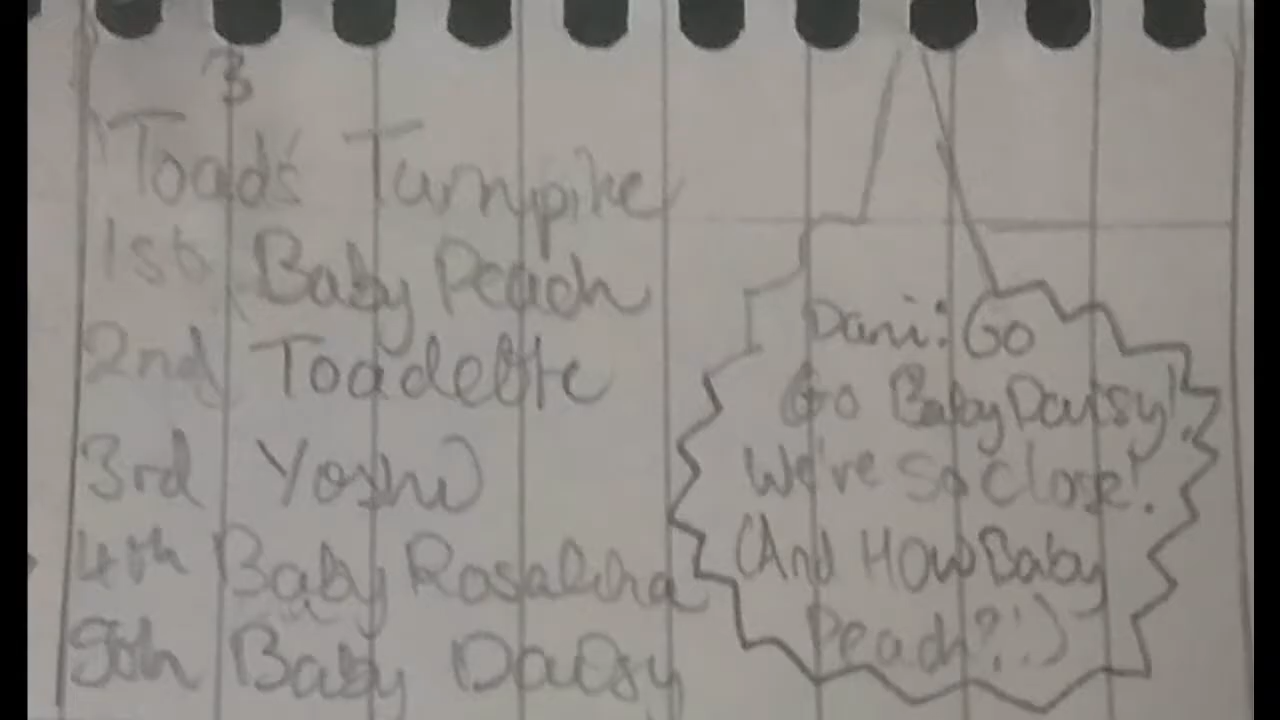 3
Toad's Turnpike
1st Baby Peach
2nd Toadette
3rd Yoshi
4th Baby Rosalina
5th Baby Daisy
Dani: Go
Go Baby Daisy!
We're so close!
(And How Baby
Peach?!)